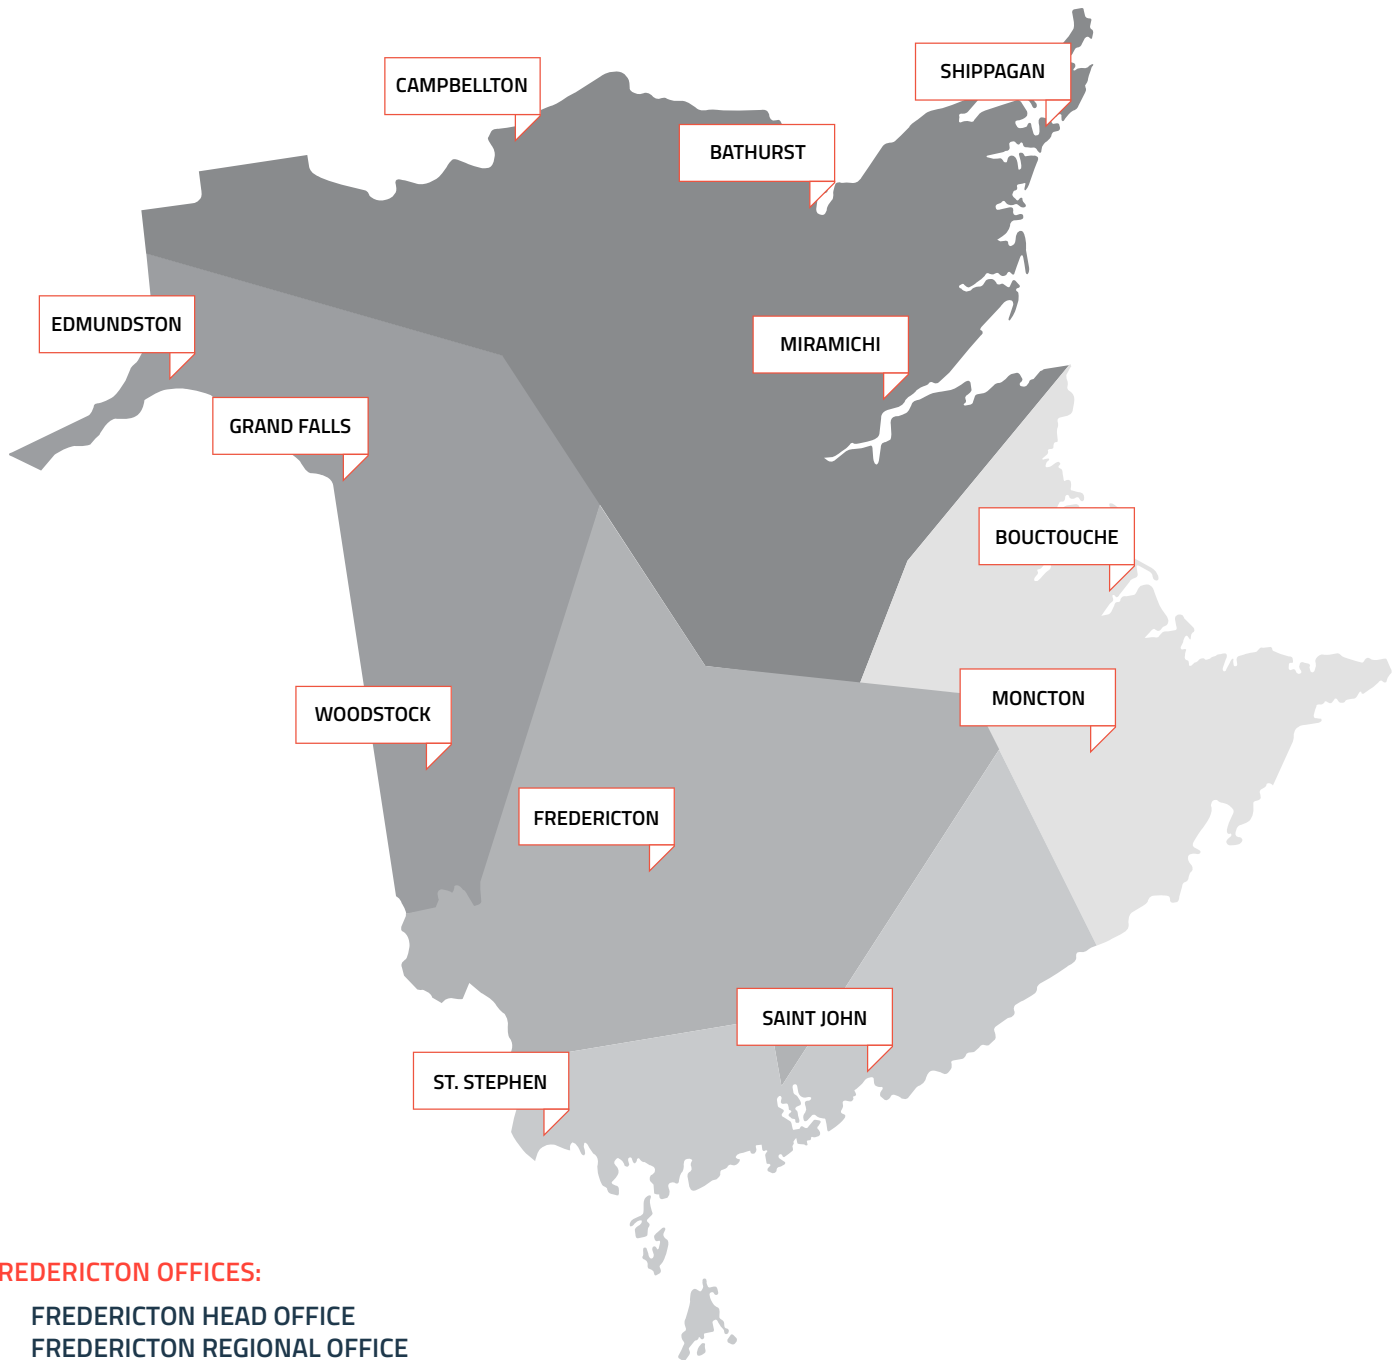 SHIPPAGAN
CAMPBELLTON
BATHURST
EDMUNDSTON
MIRAMICHI
GRAND FALLS
BOUCTOUCHE
MONCTON
WOODSTOCK
FREDERICTON
SAINT JOHN
ST. STEPHEN
REDERICTON OFFICES:
FREDERICTON HEAD OFFICE
FREDERICTON REGIONAL OFFICE